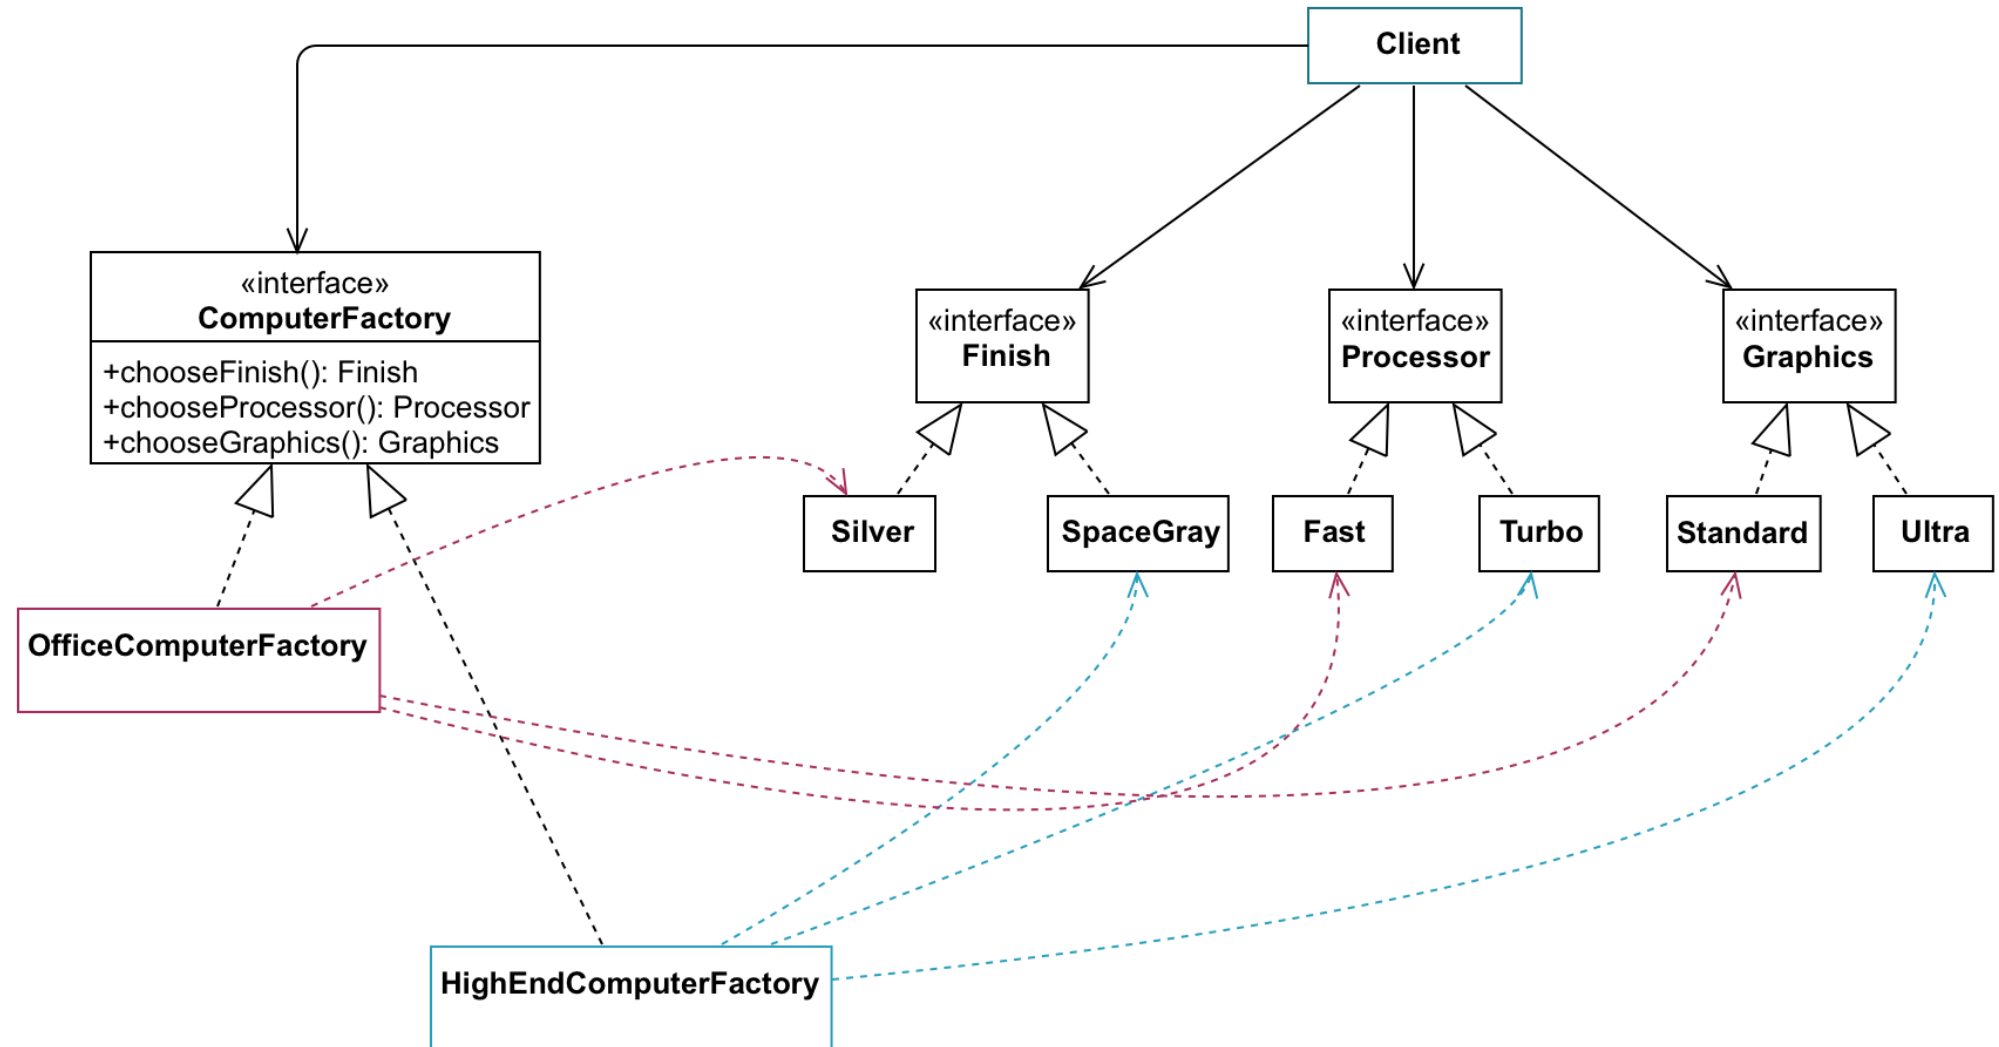 Client
«interface»
ComputerFactory
+chooseFinish(): Finish
+chooseProcessor(): Processor
+chooseGraphics(): Graphics
«interface»
Finish
«interface»
Processor
«interface»
Graphics
Silver
SpaceGray
Fast
Turbo
Standard
Ultra
OfficeComputerFactory
HighEndComputerFactory